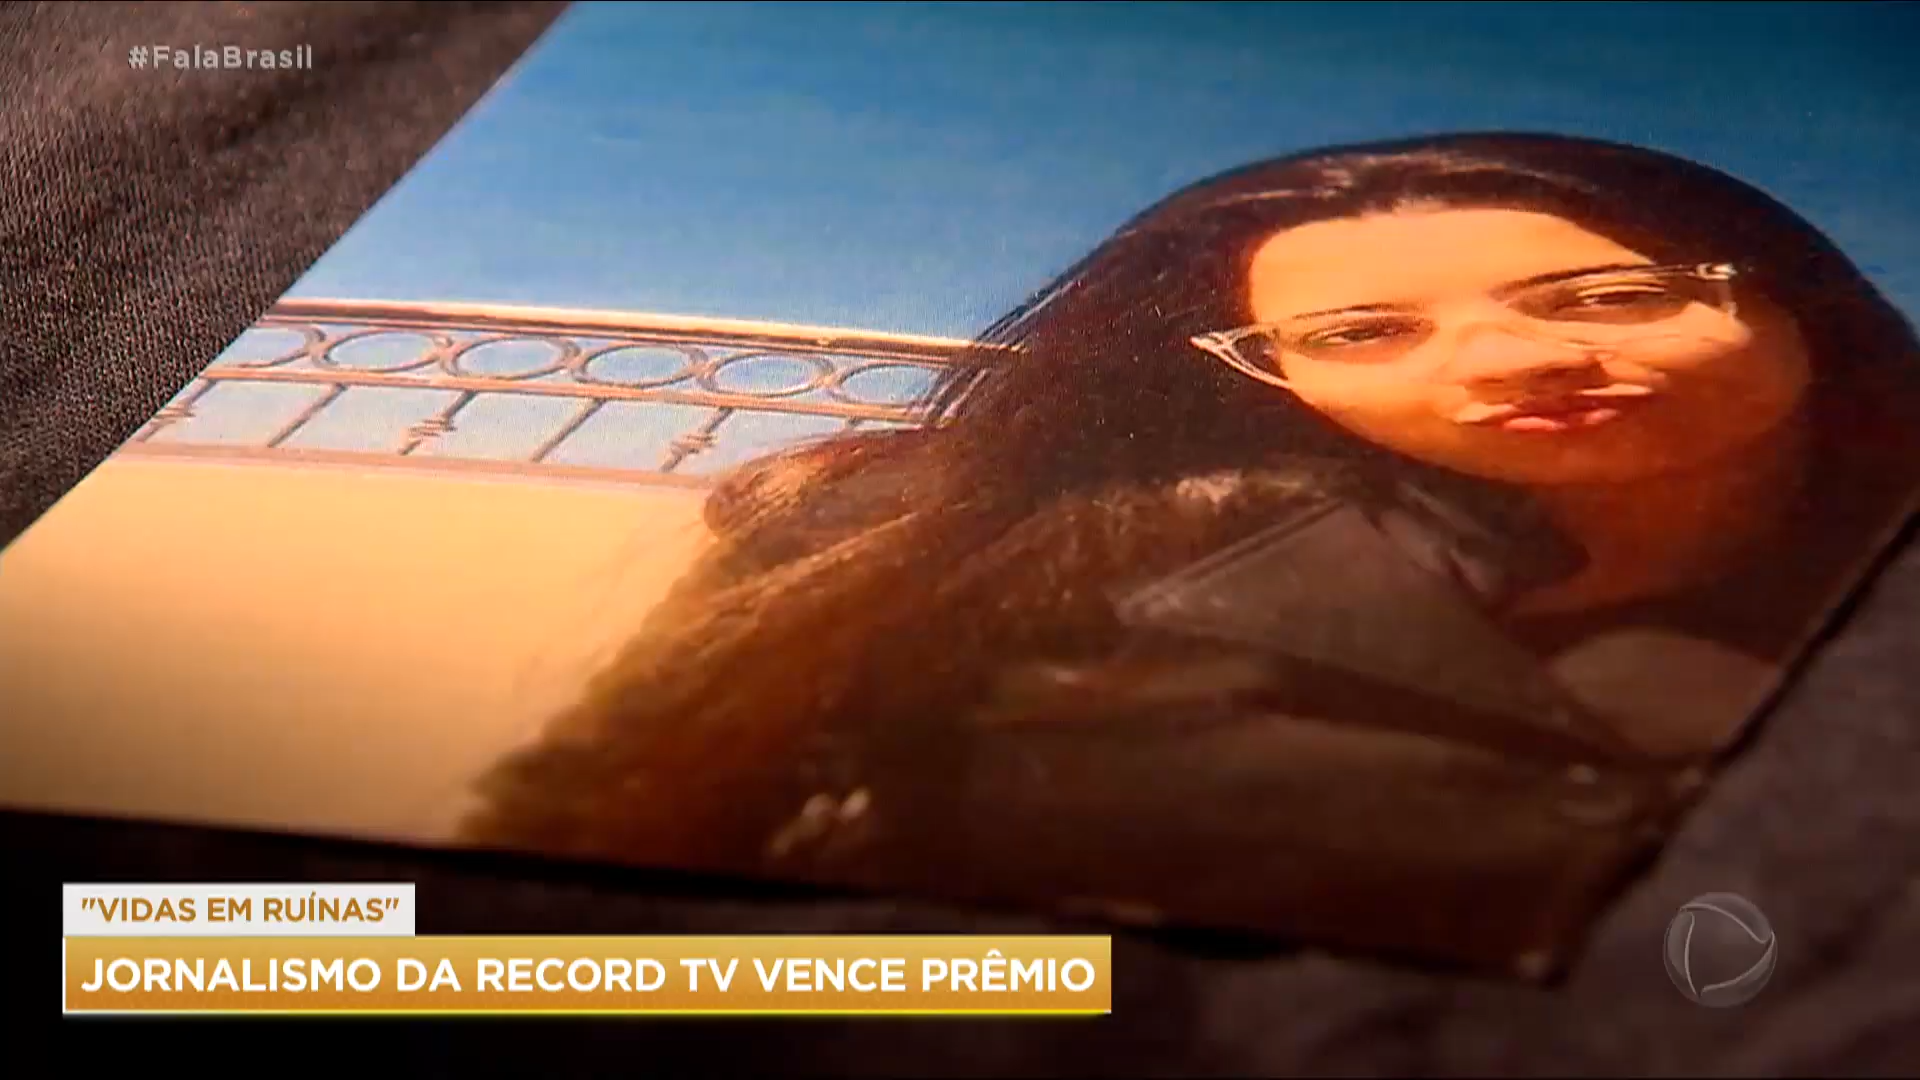 #FalaBrasil
"VIDAS EM RUÍNAS"
JORNALISMO DA RECORD TV VENCE PRÊMIO